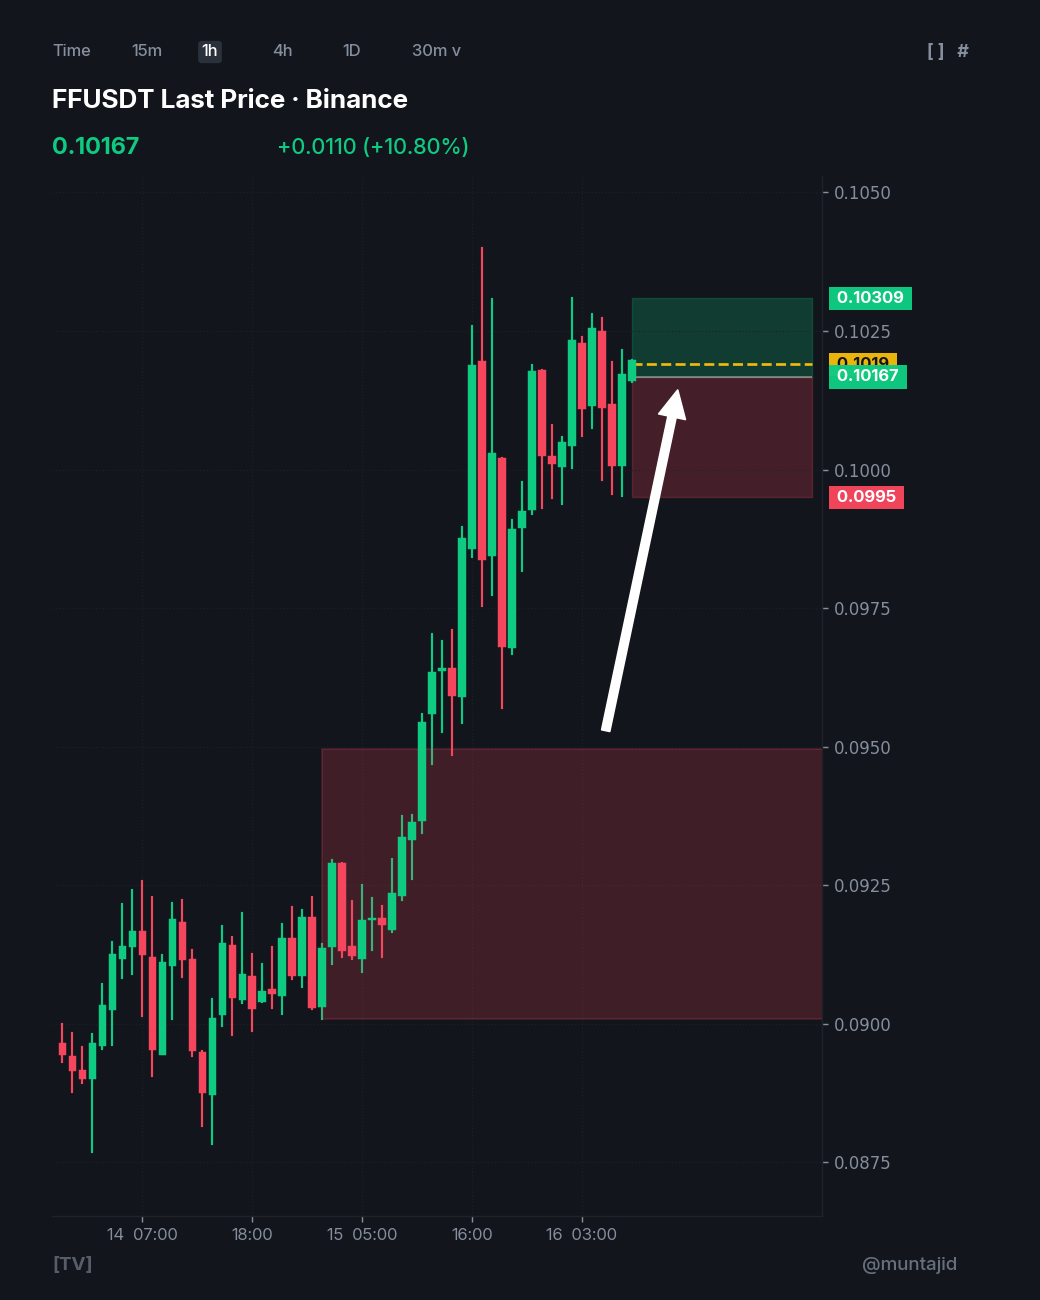 Time 15m 1h 4h 1D 30m v [ ] #
FFUSDT Last Price · Binance
0.10167 +0.0110 (+10.80%)
0.1050
0.10309
0.1025
0.1019
0.10167
0.1000
0.0995
0.0975
0.0950
0.0925
0.0900
0.0875
14 07:00 18:00 15 05:00 16:00 16 03:00
[TV] @muntajid